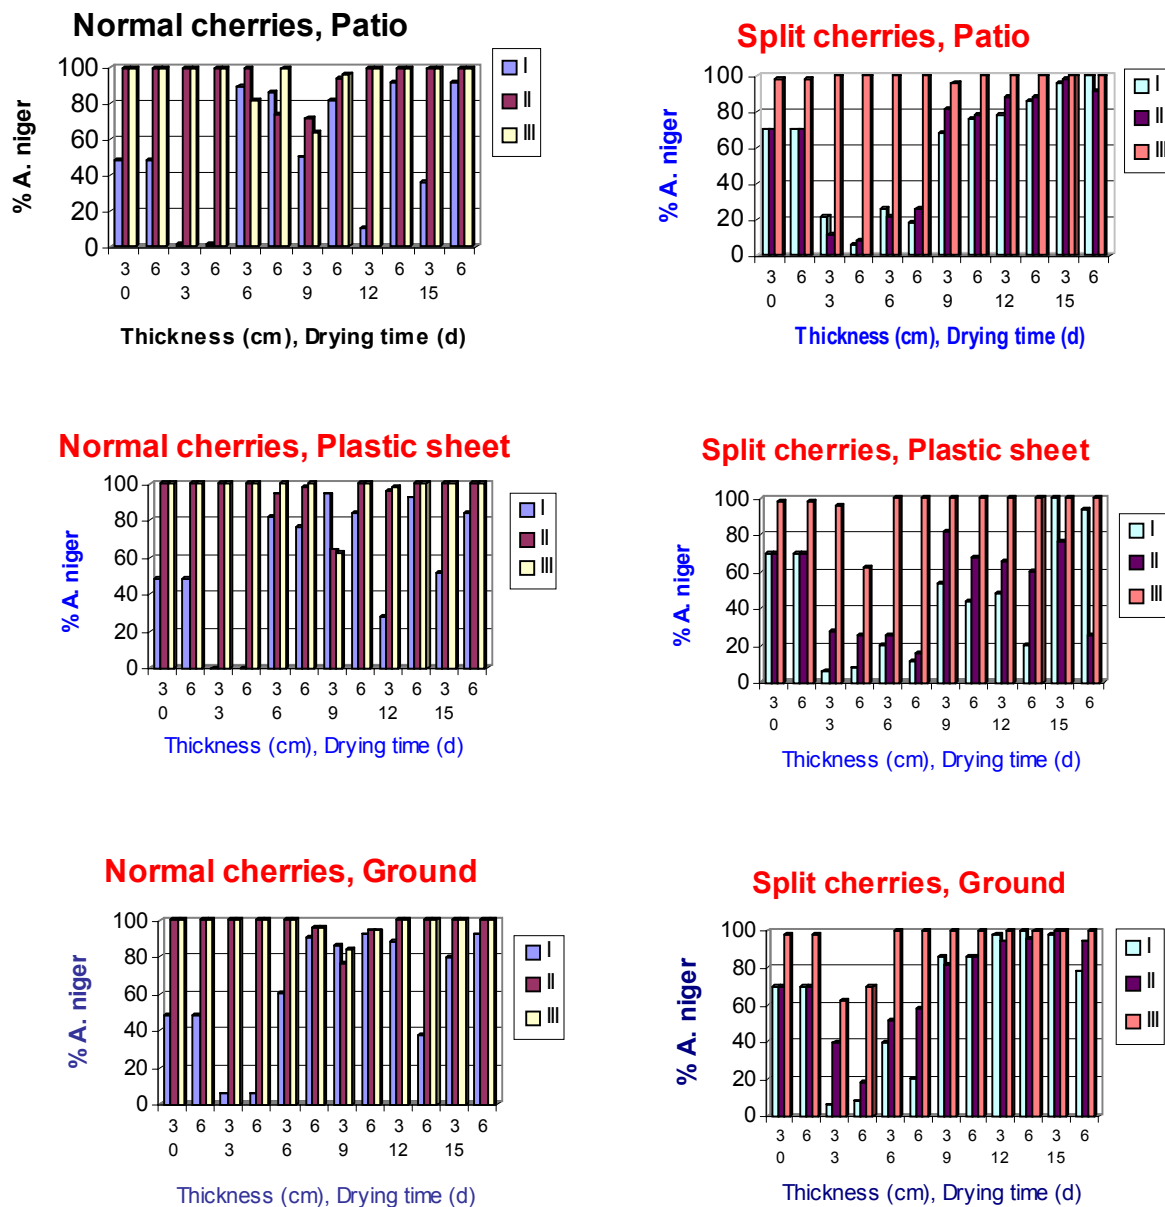 Normal cherries, Patio
100
80
60
40
20
0
% A. niger
I
II
III
3 6 3 6 3 6 3 6 3 6 3 6
0 3 6 9 12 15
Thickness (cm), Drying time (d)
Split cherries, Patio
100
80
60
40
20
0
% A. niger
I
II
III
3 6 3 6 3 6 3 6 3 6 3 6
0 3 6 9 12 15
Thickness (cm), Drying time (d)
Normal cherries, Plastic sheet
100
80
60
40
20
0
% A. niger
I
II
III
3 6 3 6 3 6 3 6 3 6 3 6
0 3 6 9 12 15
Thickness (cm), Drying time (d)
Split cherries, Plastic sheet
100
80
60
40
20
0
% A. niger
I
II
III
3 6 3 6 3 6 3 6 3 6 3 6
0 3 6 9 12 15
Thickness (cm), Drying time (d)
Normal cherries, Ground
100
80
60
40
20
0
% A. niger
I
II
III
3 6 3 6 3 6 3 6 3 6 3 6
0 3 6 9 12 15
Thickness (cm), Drying time (d)
Split cherries, Ground
100
80
60
40
20
0
% A. niger
I
II
III
3 6 3 6 3 6 3 6 3 6 3 6
0 3 6 9 12 15
Thickness (cm), Drying time (d)